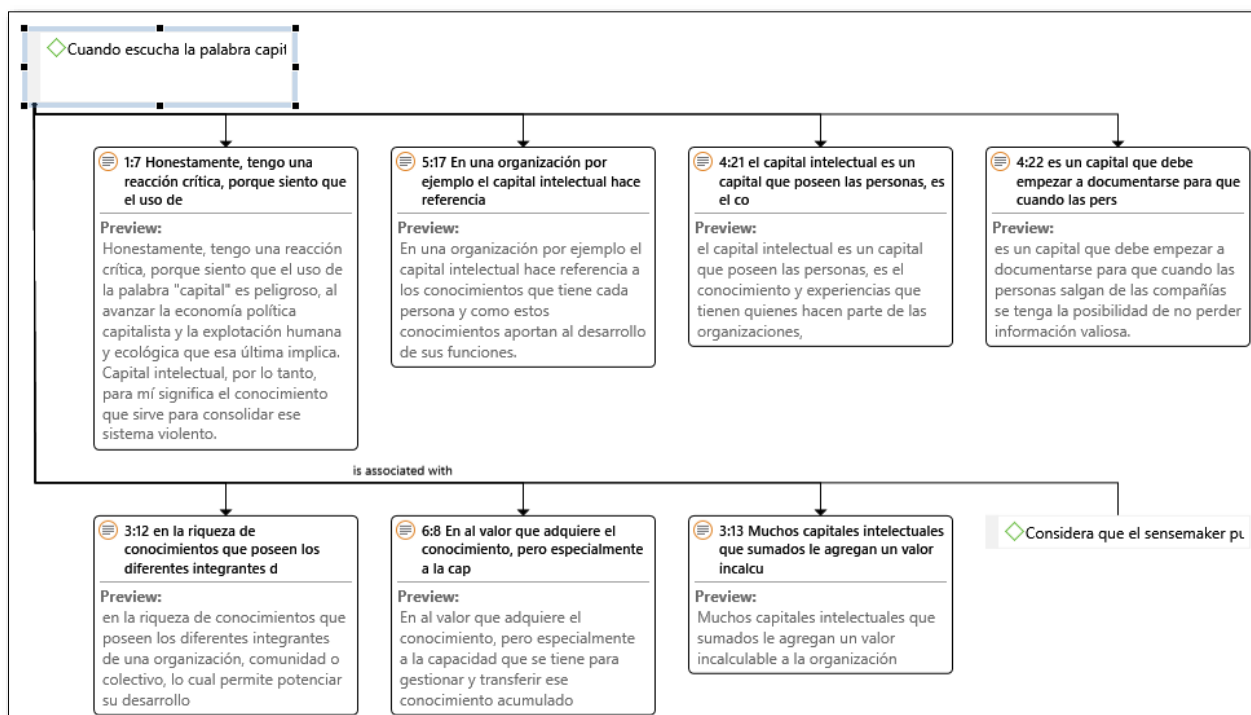 Cuando escucha la palabra capit
1:7 Honestamente, tengo una
reacción crítica, porque siento que
el uso de
Preview:
Honestamente, tengo una reacción
crítica, porque siento que el uso de
la palabra "capital" es peligroso, al
avanzar la economía política
capitalista y la explotación humana
y ecológica que esa última implica.
Capital intelectual, por lo tanto,
para mí significa el conocimiento
que sirve para consolidar ese
sistema violento.
5:17 En una organización por
ejemplo el capital intelectual hace
referencia
Preview:
En una organización por ejemplo el
capital intelectual hace referencia a
los conocimientos que tiene cada
persona y como estos
conocimientos aportan al desarrollo
de sus funciones.
4:21 el capital intelectual es un
capital que poseen las personas, es
el co
Preview:
el capital intelectual es un capital
que poseen las personas, es el
conocimiento y experiencias que
tienen quienes hacen parte de las
organizaciones,
4:22 es un capital que debe
empezar a documentarse para que
cuando las pers
Preview:
es un capital que debe empezar a
documentarse para que cuando las
personas salgan de las compañías
se tenga la posibilidad de no perder
información valiosa.
is associated with
3:12 en la riqueza de
conocimientos que poseen los
diferentes integrantes d
Preview:
en la riqueza de conocimientos que
poseen los diferentes integrantes
de una organización, comunidad o
colectivo, lo cual permite potenciar
su desarrollo
6:8 En al valor que adquiere el
conocimiento, pero especialmente
a la cap
Preview:
En al valor que adquiere el
conocimiento, pero especialmente
a la capacidad que se tiene para
gestionar y transferir ese
conocimiento acumulado
3:13 Muchos capitales intelectuales
que sumados le agregan un valor
incalcu
Preview:
Muchos capitales intelectuales que
sumados le agregan un valor
incalculable a la organización
Considera que el sensemaker pu